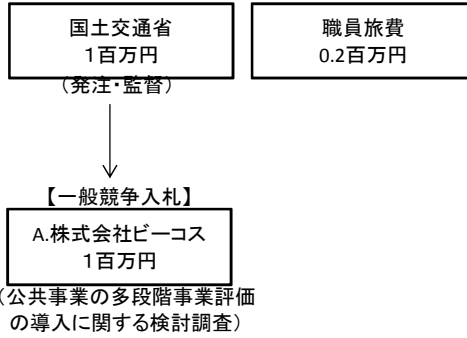 国土交通省
1百万円
(発注・監督)
職員旅費
0.2百万円
【一般競争入札】
A.株式会社ビーコス
1百万円
(公共事業の多段階事業評価
の導入に関する検討調査)